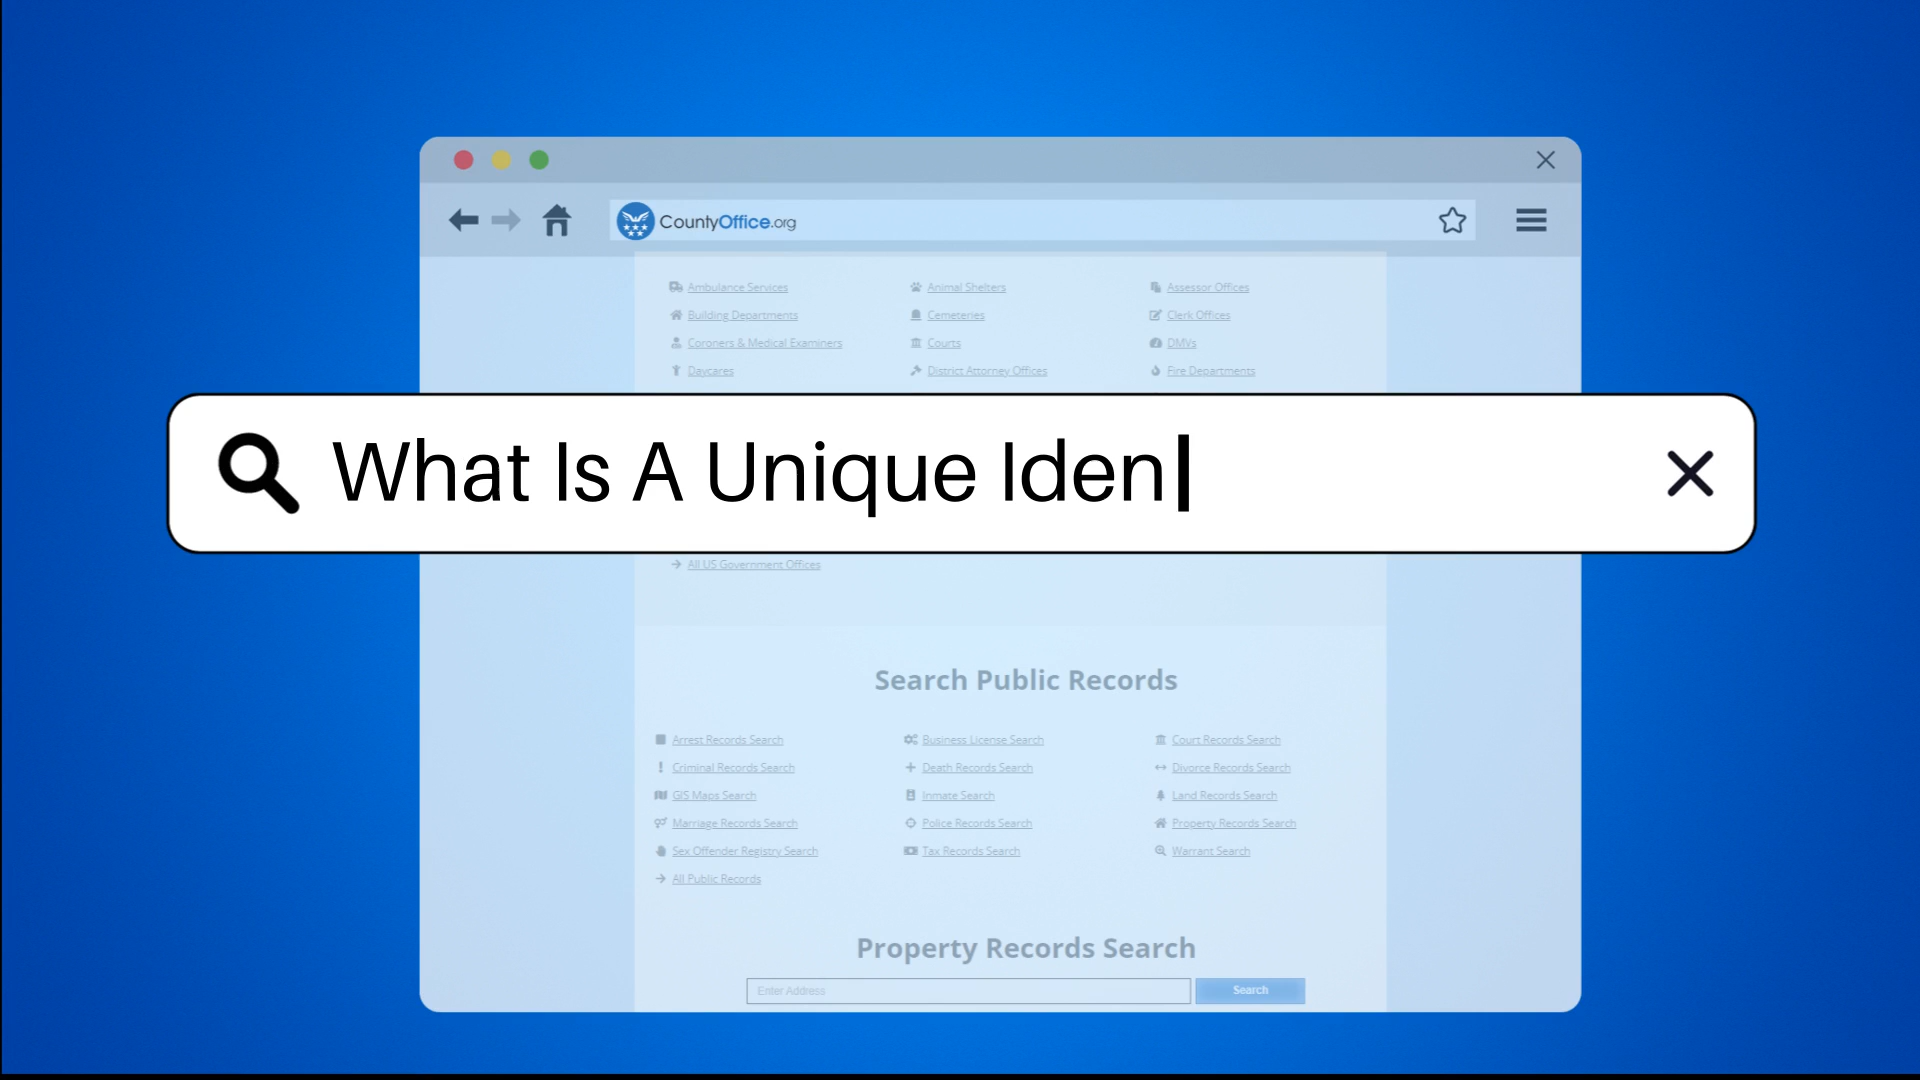 CountyOffice.org
Ambulance Services Animal Shelters Assessor Offices
Building Departments Cemeteries Clerk Offices
Coroners & Medical Examiners Courts DMVs
Daycares District Attorney Offices Fire Departments
What Is A Unique Iden
All US Government Offices
Search Public Records
Arrest Records Search Business License Search Court Records Search
Criminal Records Search Death Records Search Divorce Records Search
GIS Maps Search Inmate Search Land Records Search
Marriage Records Search Police Records Search Property Records Search
Sex Offender Registry Search Tax Records Search Warrant Search
All Public Records
Property Records Search
Enter Address Search